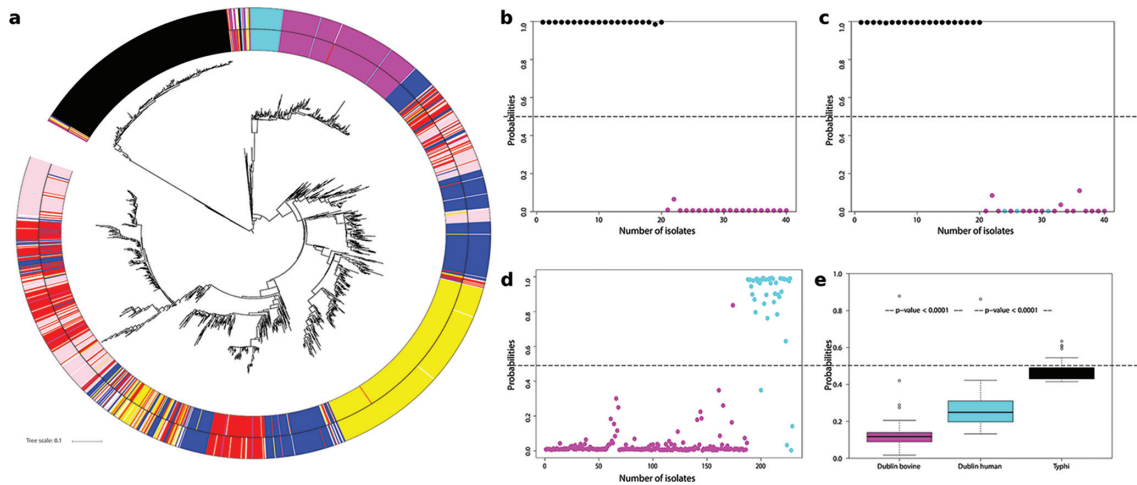 a
Tree scale: 0.1
b
Probabilities
1.0
0.8
0.6
0.4
0.2
0.0
0 10 20 30 40
Number of isolates
c
Probabilities
1.0
0.8
0.6
0.4
0.2
0.0
0 10 20 30 40
Number of isolates
d
Probabilities
1.0
0.8
0.6
0.4
0.2
0.0
0 50 100 150 200
Number of isolates
e
Probabilities
1.0
0.8
0.6
0.4
0.2
0.0
p-value < 0.0001 p-value < 0.0001
Dublin bovine Dublin human Typhi